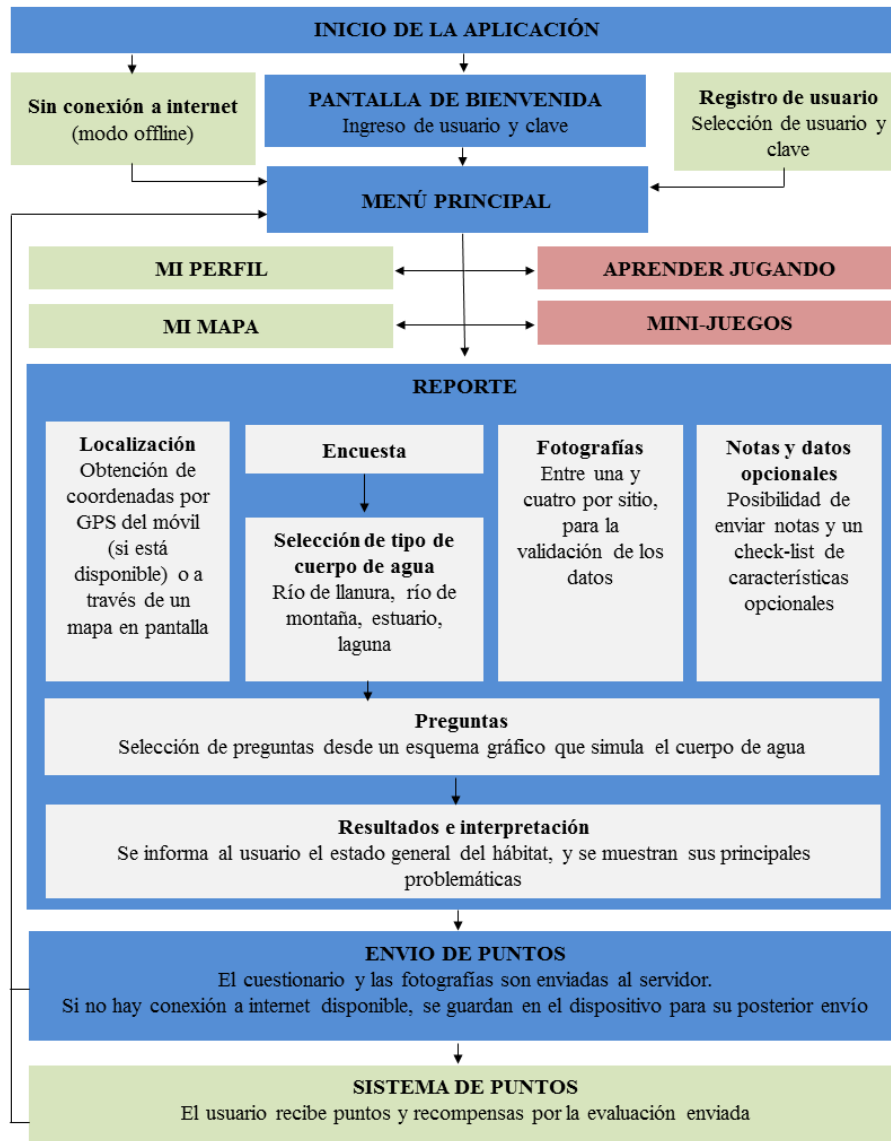 INICIO DE LA APLICACIÓN
Sin conexión a internet
(modo offline)
PANTALLA DE BIENVENIDA
Ingreso de usuario y clave
Registro de usuario
Selección de usuario y
clave
MENÚ PRINCIPAL
MI PERFIL
APRENDER JUGANDO
MI MAPA
MINI-JUEGOS
REPORTE
Localización
Obtención de
coordenadas por
GPS del móvil
(si está
disponible) o a
través de un
mapa en pantalla
Encuesta
Selección de tipo de
cuerpo de agua
Río de llanura, río de
montaña, estuario,
laguna
Fotografías
Entre una y
cuatro por sitio,
para la
validación de los
datos
Notas y datos
opcionales
Posibilidad de
enviar notas y un
check-list de
características
opcionales
Preguntas
Selección de preguntas desde un esquema gráfico que simula el cuerpo de agua
Resultados e interpretación
Se informa al usuario el estado general del hábitat, y se muestran sus principales
problemáticas
ENVIO DE PUNTOS
El cuestionario y las fotografías son enviadas al servidor.
Si no hay conexión a internet disponible, se guardan en el dispositivo para su posterior envío
SISTEMA DE PUNTOS
El usuario recibe puntos y recompensas por la evaluación enviada